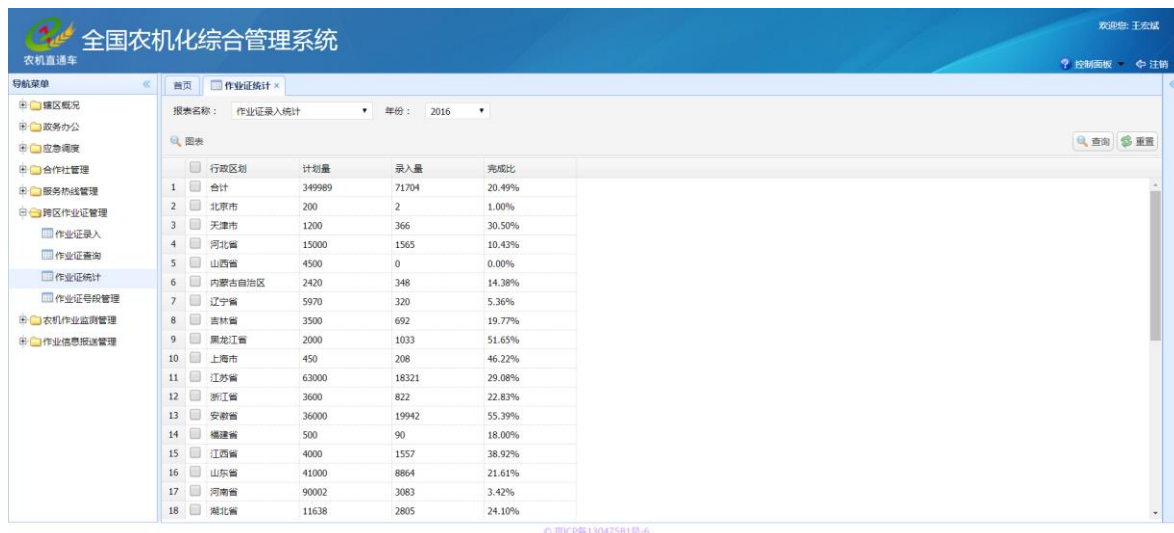 全国农机化综合管理系统
农机直通车
欢迎您: 王宏斌
控制面板 注销
导航菜单
辖区概况
政务办公
应急调度
合作社管理
服务热线管理
跨区作业证管理
作业证录入
作业证查询
作业证统计
作业证号段管理
农机作业监测管理
作业信息报送管理
首页 作业证统计 ×
报表名称： 作业证录入统计 年份： 2016
图表 查询 重置
行政区划 计划量 录入量 完成比
1 合计 349989 71704 20.49%
2 北京市 200 2 1.00%
3 天津市 1200 366 30.50%
4 河北省 15000 1565 10.43%
5 山西省 4500 0 0.00%
6 内蒙古自治区 2420 348 14.38%
7 辽宁省 5970 320 5.36%
8 吉林省 3500 692 19.77%
9 黑龙江省 2000 1033 51.65%
10 上海市 450 208 46.22%
11 江苏省 63000 18321 29.08%
12 浙江省 3600 822 22.83%
13 安徽省 36000 19942 55.39%
14 福建省 500 90 18.00%
15 江西省 4000 1557 38.92%
16 山东省 41000 8864 21.61%
17 河南省 90002 3083 3.42%
18 湖北省 11638 2805 24.10%
© 京ICP备13047581号-6